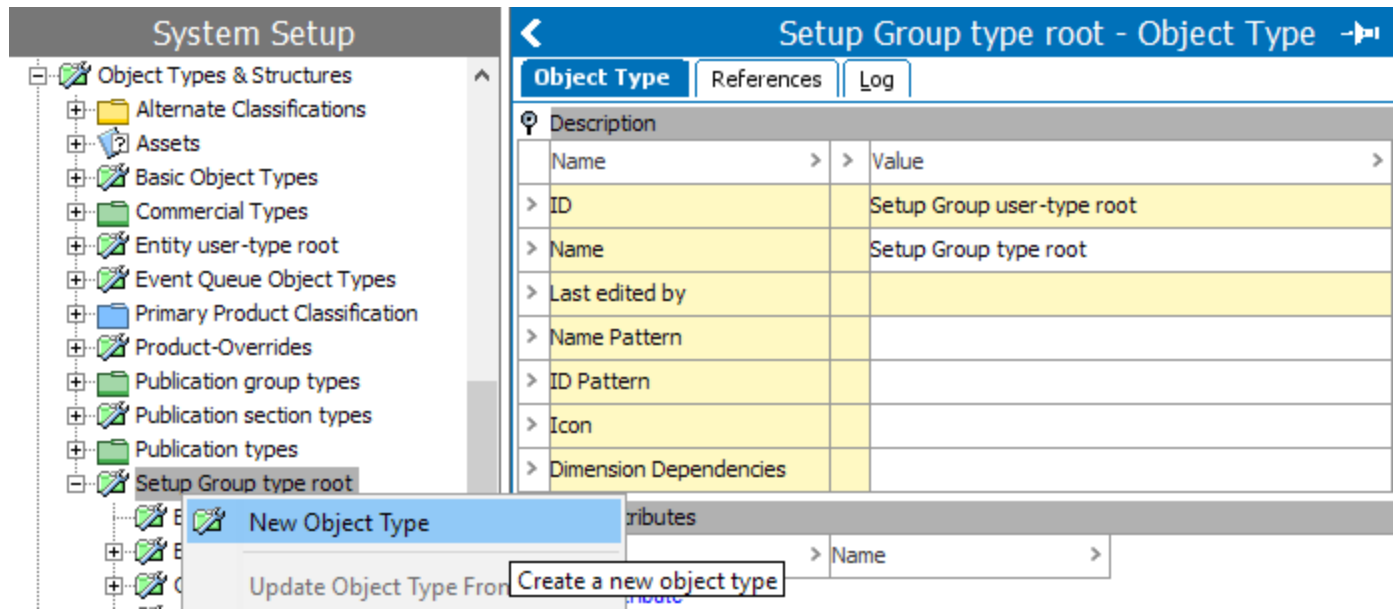 System Setup
Object Types & Structures
Alternate Classifications
Assets
Basic Object Types
Commercial Types
Entity user-type root
Event Queue Object Types
Primary Product Classification
Product-Overrides
Publication group types
Publication section types
Publication types
Setup Group type root
New Object Type
Update Object Type From
Create a new object type
Setup Group type root - Object Type
Object Type References Log
Description
Name > > Value >
> ID Setup Group user-type root
> Name Setup Group type root
> Last edited by
> Name Pattern
> ID Pattern
> Icon
> Dimension Dependencies
> Name >